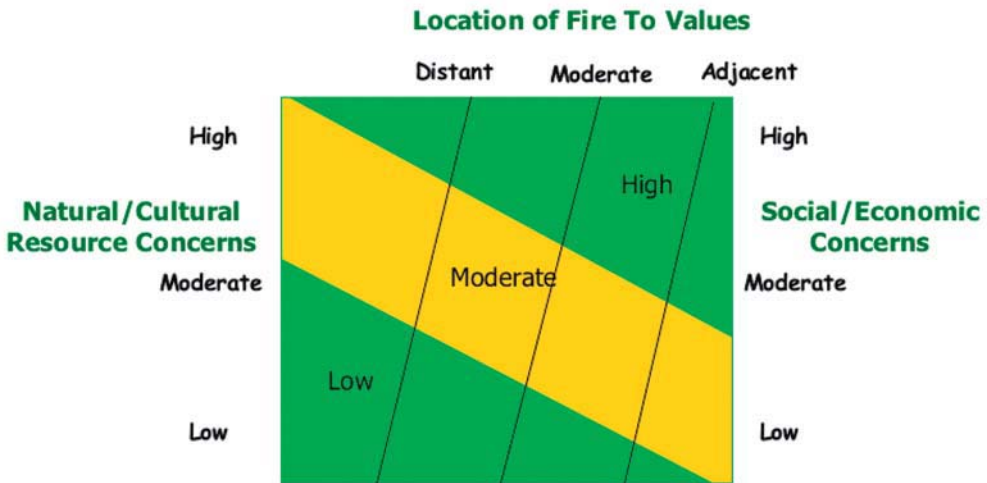 Location of Fire To Values
Distant Moderate Adjacent
High High
High
Natural/Cultural
Resource Concerns
Social/Economic
Concerns
Moderate Moderate Moderate
Low
Low Low